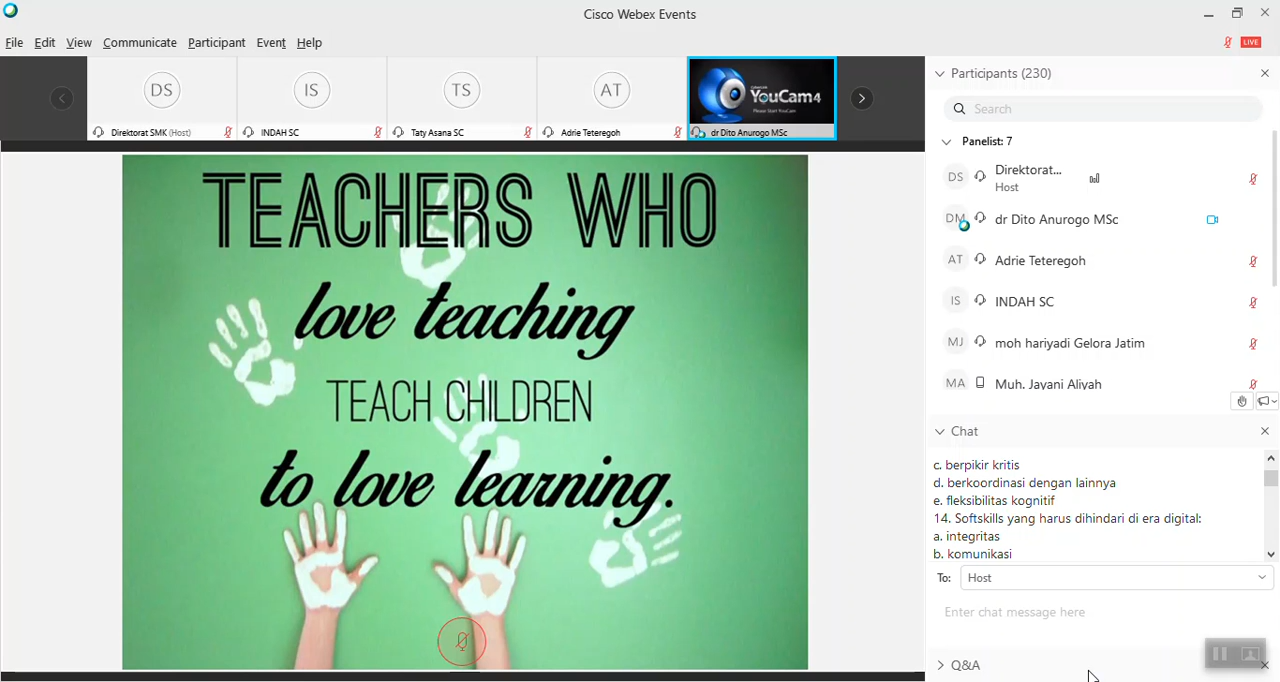 Cisco Webex Events
File Edit View Communicate Participant Event Help
LIVE
DS
Direktorat SMK (Host)
IS
INDAH SC
TS
Taty Asana SC
AT
Adrie Teteregoh
YouCam4
Please Start YouCam
dr Dito Anurogo MSc
TEACHERS WHO
love teaching
TEACH CHILDREN
to love learning.
Participants (230)
Search
Panelist: 7
DS Direktorat...
Host
DM dr Dito Anurogo MSc
AT Adrie Teteregoh
IS INDAH SC
MJ moh hariyadi Gelora Jatim
MA Muh. Jayani Aliyah
Chat
c. berpikir kritis
d. berkoordinasi dengan lainnya
e. fleksibilitas kognitif
14. Softskills yang harus dihindari di era digital:
a. integritas
b. komunikasi
To: Host
Enter chat message here
Q&A